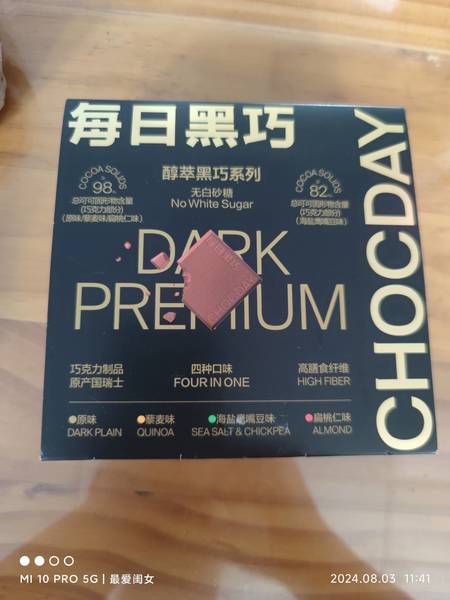 每日黑巧
CHOCDAY
醇萃黑巧系列
无白砂糖
No White Sugar
COCOA SOLIDS
98%
总可可固形物含量
(巧克力部分)
(原味/藜麦味/扁桃仁味)
COCOA SOLIDS
82%
总可可固形物含量
(巧克力部分)
(海盐鹰嘴豆味)
DARK
PREMIUM
每日黑巧
CHOCDAY
巧克力制品
原产国瑞士
四种口味
FOUR IN ONE
高膳食纤维
HIGH FIBER
原味
DARK PLAIN
藜麦味
QUINOA
海盐鹰嘴豆味
SEA SALT & CHICKPEA
扁桃仁味
ALMOND
MI 10 PRO 5G | 最爱闺女
2024.08.03 11:41